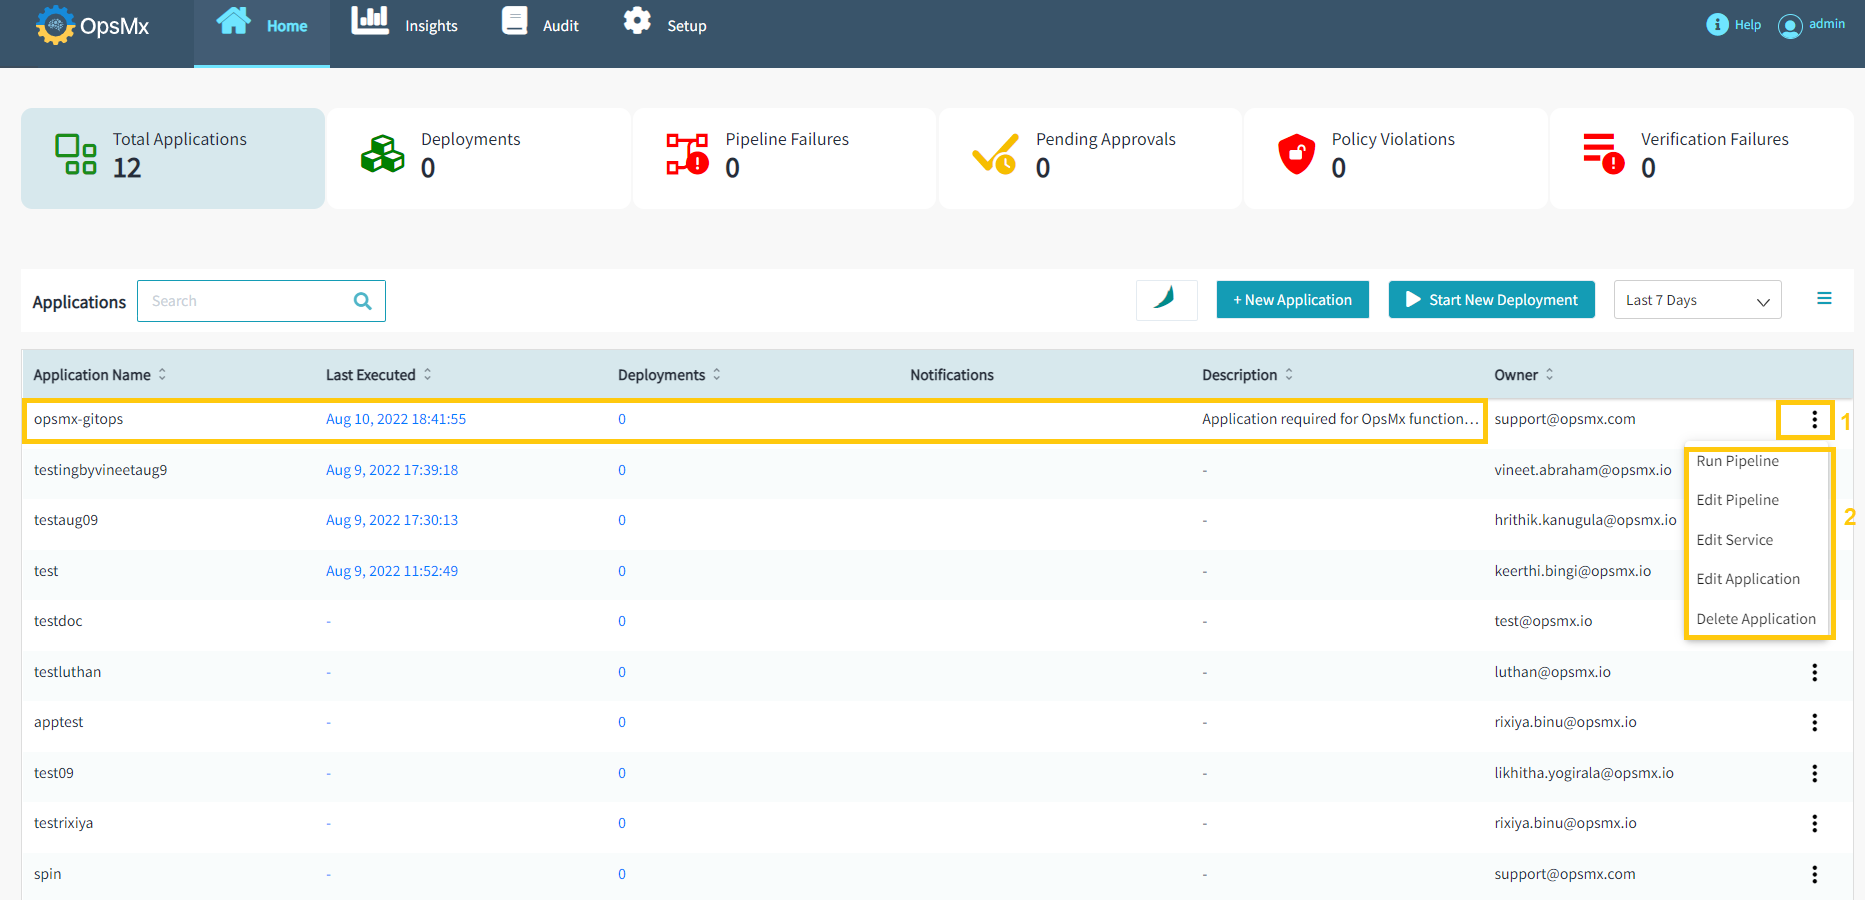 OpsMx Home Insights Audit Setup Help admin
Total Applications
12
Deployments
0
Pipeline Failures
0
Pending Approvals
0
Policy Violations
0
Verification Failures
0
Applications Search + New Application Start New Deployment Last 7 Days
Application Name Last Executed Deployments Notifications Description Owner
opsmx-gitops Aug 10, 2022 18:41:55 0 Application required for OpsMx function... support@opsmx.com 1
testingbyvineetaug9 Aug 9, 2022 17:39:18 0 - vineet.abraham@opsmx.io
testaug09 Aug 9, 2022 17:30:13 0 - hrithik.kanugula@opsmx.io
test Aug 9, 2022 11:52:49 0 - keerthi.bingi@opsmx.io
testdoc - 0 - test@opsmx.io
Run Pipeline
Edit Pipeline
2
Edit Service
Edit Application
Delete Application
testluthan - 0 - luthan@opsmx.io
apptest - 0 - rixiya.binu@opsmx.io
test09 - 0 - likhitha.yogirala@opsmx.io
testrixiya - 0 - rixiya.binu@opsmx.io
spin - 0 - support@opsmx.com